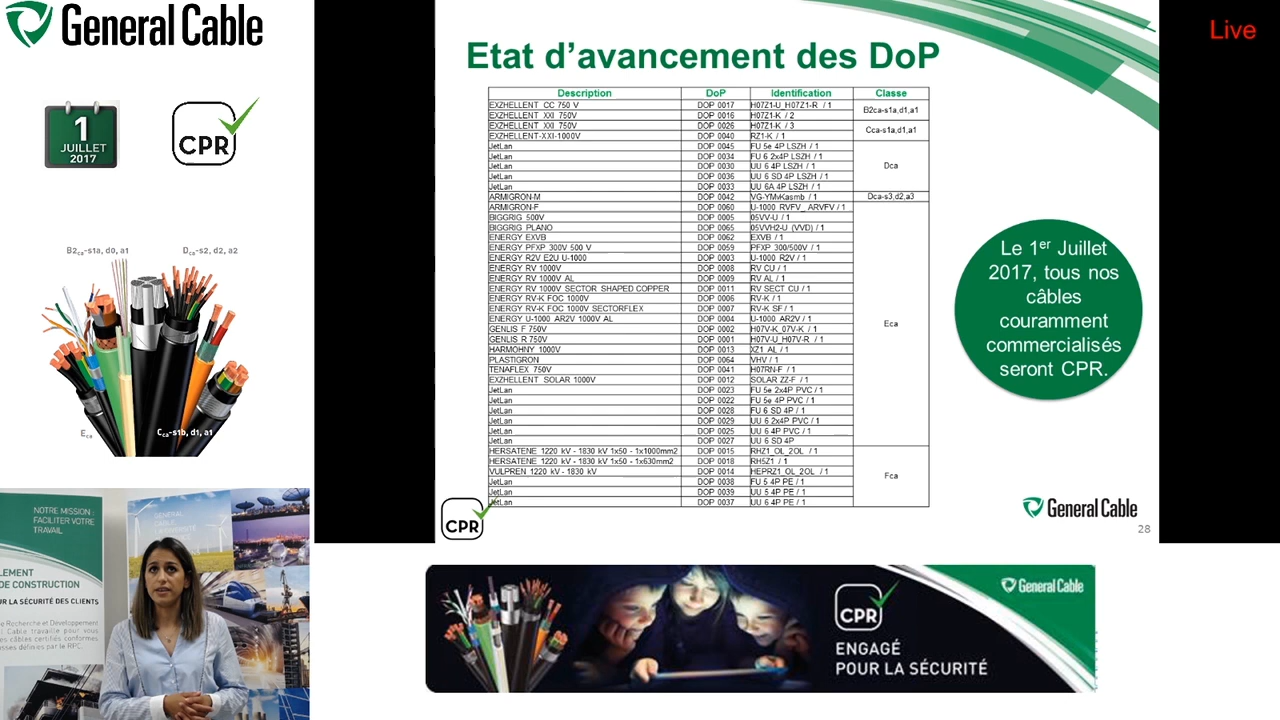 General Cable
1
JUILLET
2017
CPR
B2ca-s1a, d0, a1
Dca-s2, d2, a2
Eca
Cca-s1b, d1, a1
NOTRE MISSION :
FACILITER VOTRE
TRAVAIL
LEMENT
DE CONSTRUCTION
UR LA SÉCURITÉ DES CLIENTS
e Recherche et Développement
l Cable travaille pour vous
es câbles certifiés conformes
asses définies par le RPC.
Live
Etat d'avancement des DoP
Description DoP Identification Classe
EXZHELLENT CC 750 V DOP 0017 H07Z1-U_H07Z1-R / 1 B2ca-s1a,d1,a1
EXZHELLENT XXI 750V DOP 0016 H07Z1-K / 2
EXZHELLENT XXI 750V DOP 0026 H07Z1-K / 3 Cca-s1a,d1,a1
EXZHELLENT-XXI-1000V DOP 0040 RZ1-K / 1
JetLan DOP 0045 FU 5e 4P LSZH / 1 Dca
JetLan DOP 0034 FU 6 2x4P LSZH / 1
JetLan DOP 0030 UU 6 4P LSZH / 1
JetLan DOP 0036 UU 6 SD 4P LSZH / 1
JetLan DOP 0033 UU 6A 4P LSZH / 1
ARMIGRON-M DOP 0042 VG-YMvKasmb / 1 Dca-s3,d2,a3
ARMIGRON-F DOP 0060 U-1000 RVFV_ ARVFV / 1 Eca
BIGGRIG 500V DOP 0005 05VV-U / 1
BIGGRIG PLANO DOP 0065 05VVH2-U (VVD) / 1
ENERGY EXVB DOP 0062 EXVB / 1
ENERGY PFXP 300V 500 V DOP 0059 PFXP 300/500V / 1
ENERGY R2V E2U U-1000 DOP 0003 U-1000 R2V / 1
ENERGY RV 1000V DOP 0008 RV CU / 1
ENERGY RV 1000V AL DOP 0009 RV AL / 1
ENERGY RV 1000V SECTOR SHAPED COPPER DOP 0011 RV SECT CU / 1
ENERGY RV-K FOC 1000V DOP 0006 RV-K / 1
ENERGY RV-K FOC 1000V SECTORFLEX DOP 0007 RV-K SF / 1
ENERGY U-1000 AR2V 1000V AL DOP 0004 U-1000 AR2V / 1
GENLIS F 750V DOP 0002 H07V-K_07V-K / 1
GENLIS R 750V DOP 0001 H07V-U_H07V-R / 1
HARMOHNY 1000V DOP 0013 XZ1 AL / 1
PLASTIGRON DOP 0064 VHV / 1
TENAFLEX 750V DOP 0041 H07RN-F / 1
EXZHELLENT SOLAR 1000V DOP 0012 SOLAR ZZ-F / 1
JetLan DOP 0023 FU 5e 2x4P PVC / 1
JetLan DOP 0022 FU 5e 4P PVC / 1
JetLan DOP 0028 FU 6 SD 4P / 1
JetLan DOP 0029 UU 6 2x4P PVC / 1
JetLan DOP 0025 UU 6 4P PVC / 1
JetLan DOP 0027 UU 6 SD 4P
HERSATENE 1220 kV - 1830 kV 1x50 - 1x1000mm2 DOP 0015 RHZ1_OL_2OL / 1 Fca
HERSATENE 1220 kV - 1830 kV 1x50 - 1x630mm2 DOP 0018 RH5Z1 / 1
VULPREN 1220 kV - 1830 kV DOP 0014 HEPRZ1_OL_2OL / 1
JetLan DOP 0038 FU 5 4P PE / 1
JetLan DOP 0039 UU 5 4P PE / 1
JetLan DOP 0037 UU 6 4P PE / 1
Le 1er Juillet
2017, tous nos
câbles
couramment
commercialisés
seront CPR.
CPR
General Cable
28
General Cable
CPR
ENGAGÉ
POUR LA SÉCURITÉ